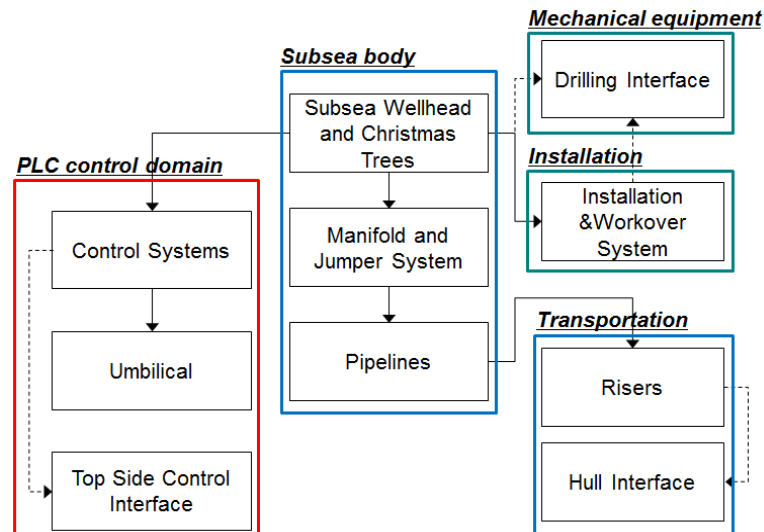 Mechanical equipment
Drilling Interface
Subsea body
Subsea Wellhead
and Christmas
Trees
Manifold and
Jumper System
Pipelines
Installation
Installation
&Workover
System
PLC control domain
Control Systems
Umbilical
Top Side Control
Interface
Transportation
Risers
Hull Interface